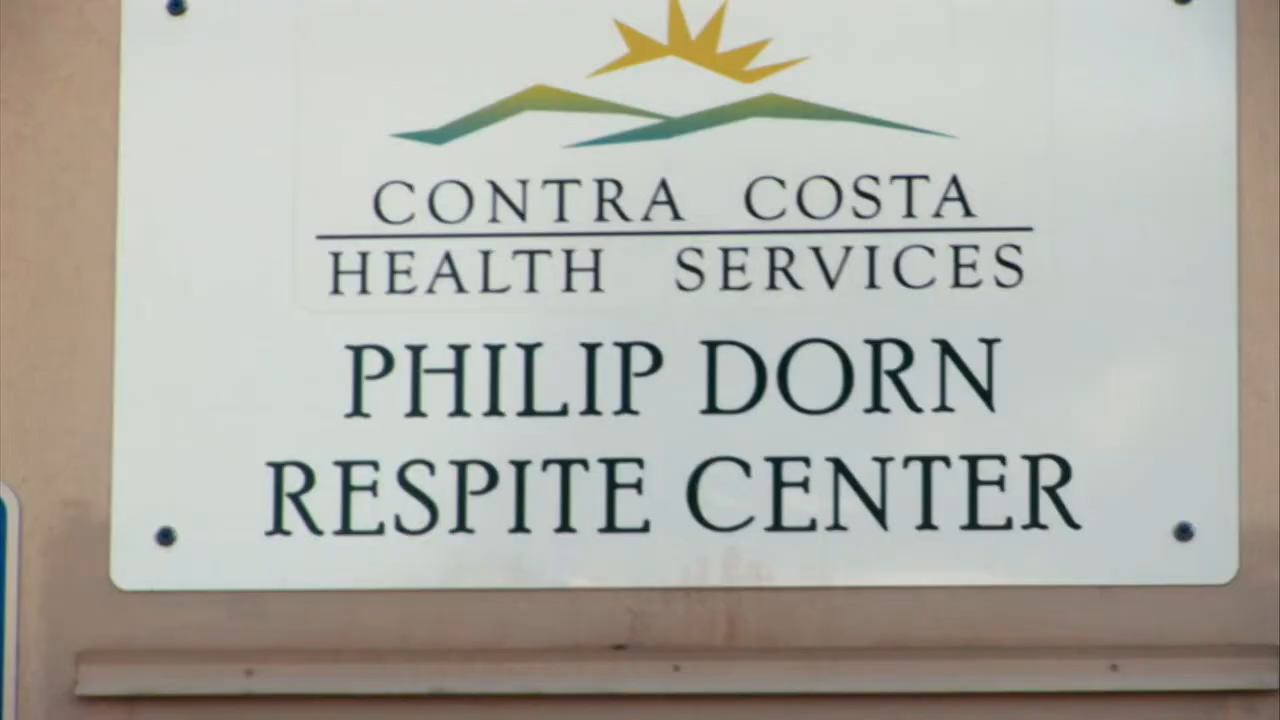 CONTRA COSTA
HEALTH SERVICES
PHILIP DORN
RESPITE CENTER